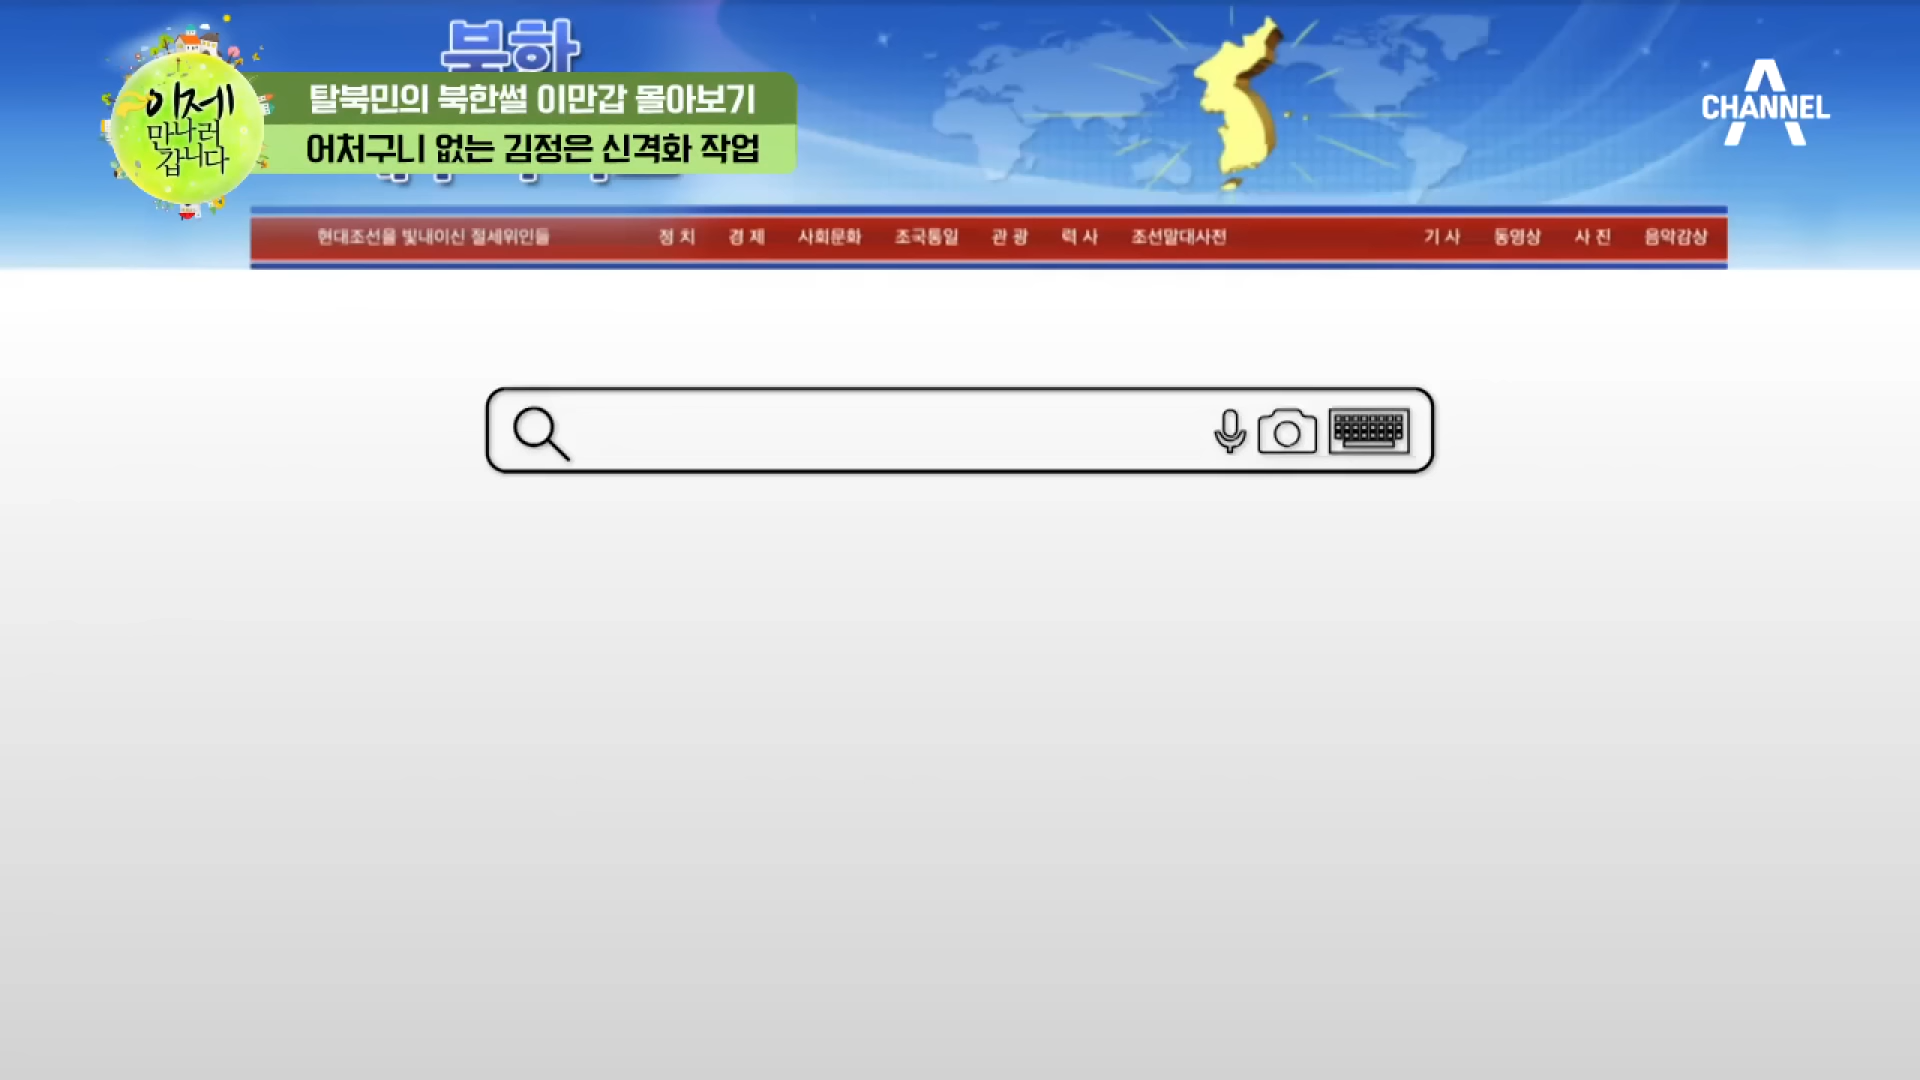 북한
탈북민의 북한썰 이만갑 몰아보기
어처구니 없는 김정은 신격화 작업
이제
만나러
갑니다
CHANNEL A
현대조선을 빛내이신 절세위인들 정치 경제 사회문화 조국통일 관광 력사 조선말대사전 기사 동영상 사진 음악감상